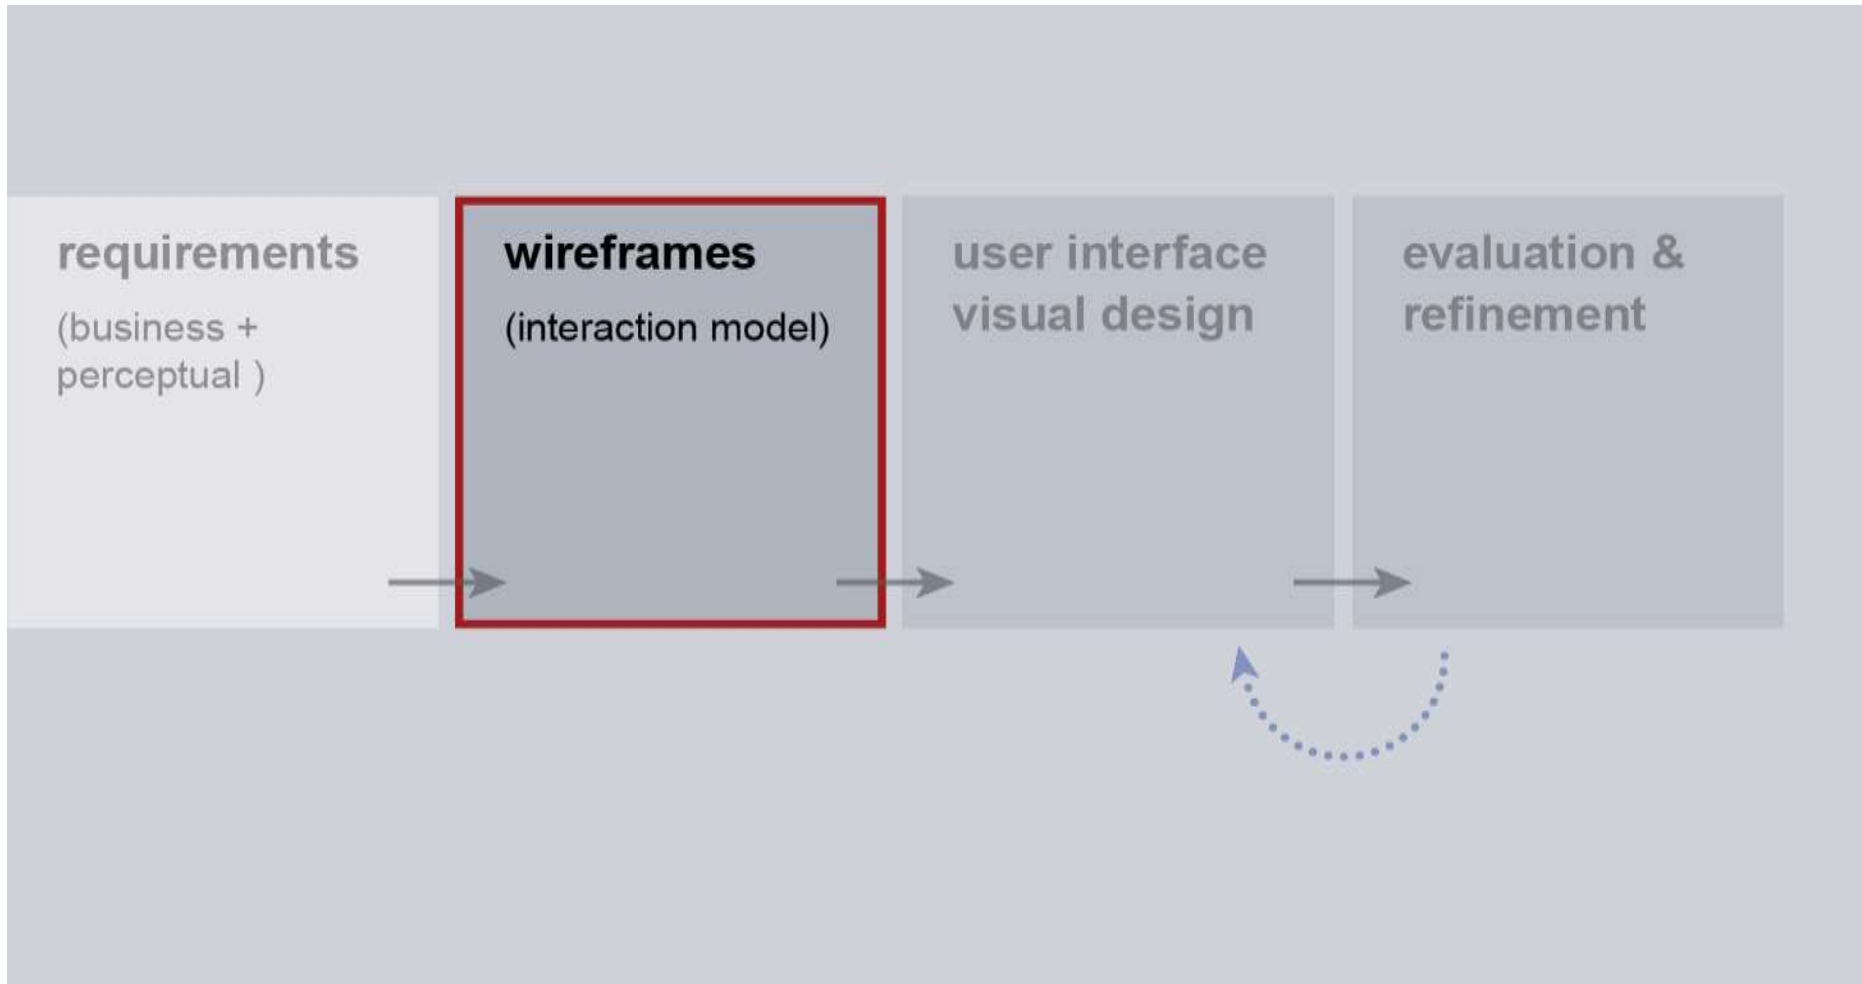 requirements
(business +
perceptual )
wireframes
(interaction model)
user interface
visual design
evaluation &
refinement